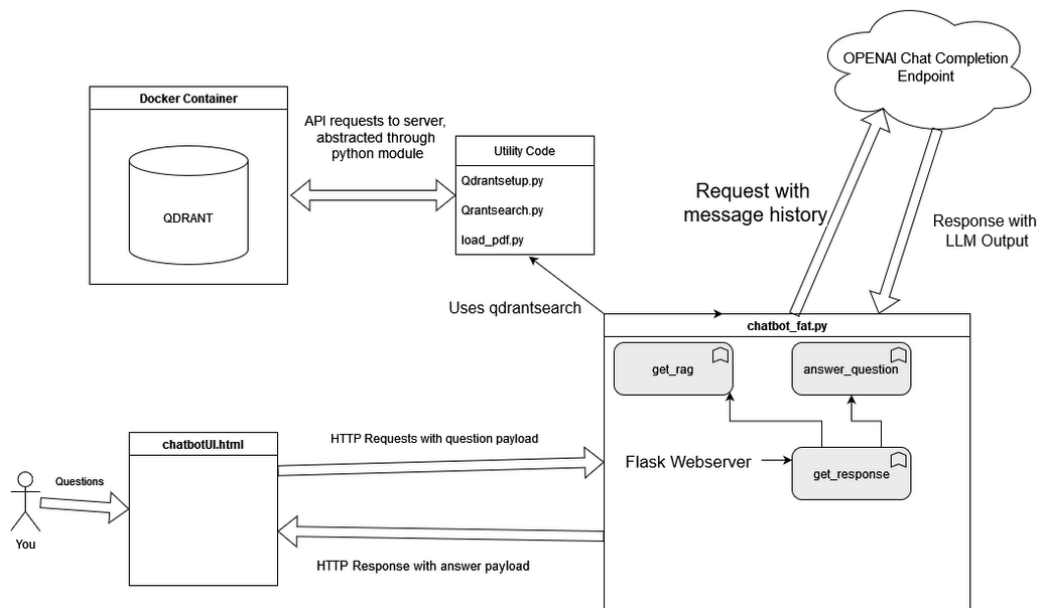 OPENAI Chat Completion
Endpoint
Docker Container
QDRANT
API requests to server,
abstracted through
python module
Utility Code
Qdrantsetup.py
Qrantsearch.py
load_pdf.py
Request with
message history
Response with
LLM Output
Uses qdrantsearch
chatbot_fat.py
get_rag
answer_question
Flask Webserver
get_response
chatbotUI.html
HTTP Requests with question payload
Questions
You
HTTP Response with answer payload